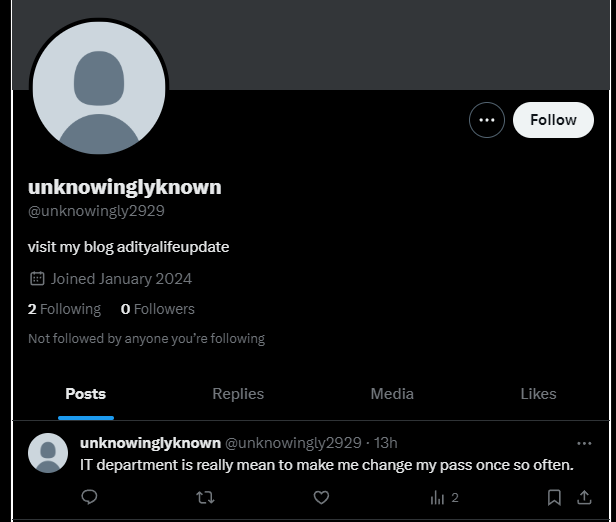 Follow
unknowinglyknown
@unknowingly2929
visit my blog adityalifeupdate
Joined January 2024
2 Following 0 Followers
Not followed by anyone you’re following
Posts Replies Media Likes
unknowinglyknown @unknowingly2929 · 13h
IT department is really mean to make me change my pass once so often.
2